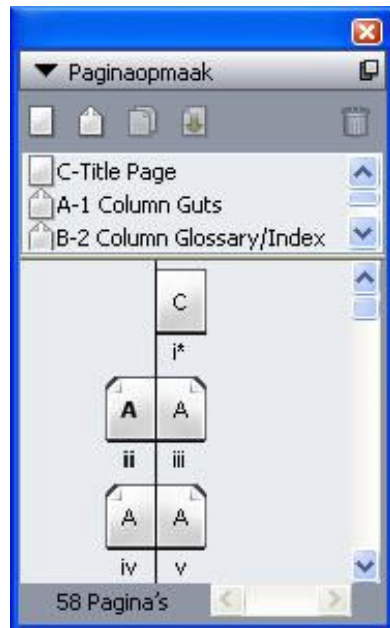 Paginaopmaak
C-Title Page
A-1 Column Guts
B-2 Column Glossary/Index
C
i*
A A
ii iii
A A
iv v
58 Pagina's